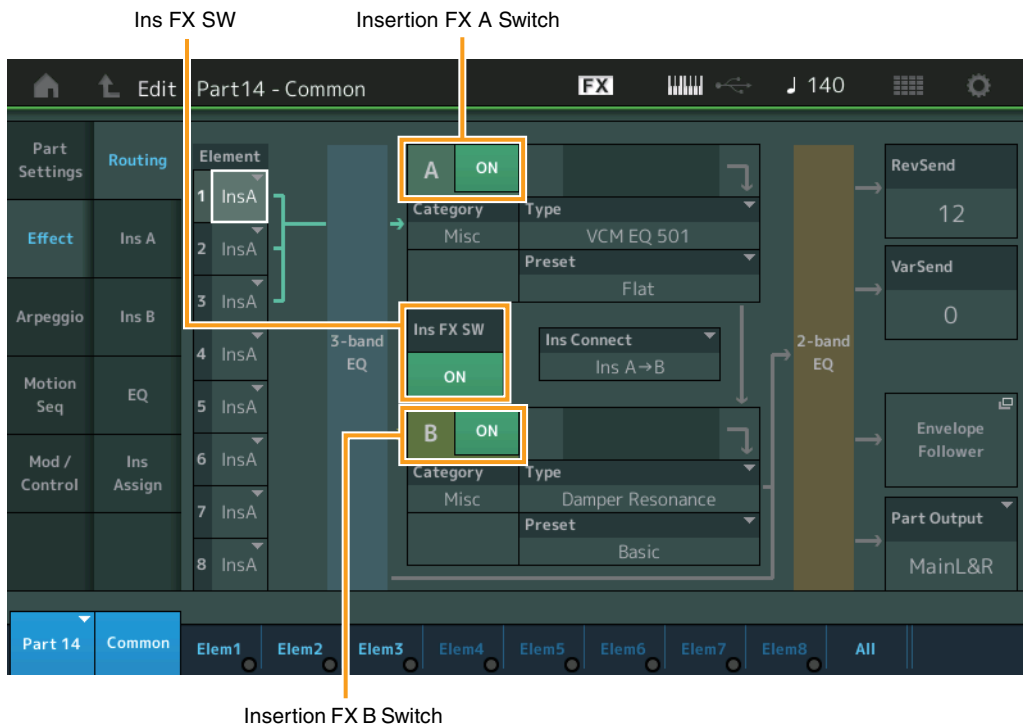 Ins FX SW
Insertion FX A Switch
Edit
Part14 - Common
FX
140
Part Settings
Routing
Effect
Ins A
Arpeggio
Ins B
Motion Seq
EQ
Mod / Control
Ins Assign
Element
1 InsA
2 InsA
3 InsA
4 InsA
5 InsA
6 InsA
7 InsA
8 InsA
3-band EQ
A ON
Category
Type
Misc
VCM EQ 501
Preset
Flat
Ins FX SW
ON
Ins Connect
Ins A→B
B ON
Category
Type
Misc
Damper Resonance
Preset
Basic
2-band EQ
RevSend
12
VarSend
0
Envelope Follower
Part Output
MainL&R
Part 14
Common
Elem1
Elem2
Elem3
Elem4
Elem5
Elem6
Elem7
Elem8
All
Insertion FX B Switch